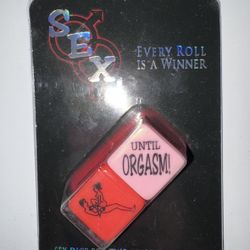 SEX
EVERY ROLL
IS A WINNER
UNTIL
ORGASM!